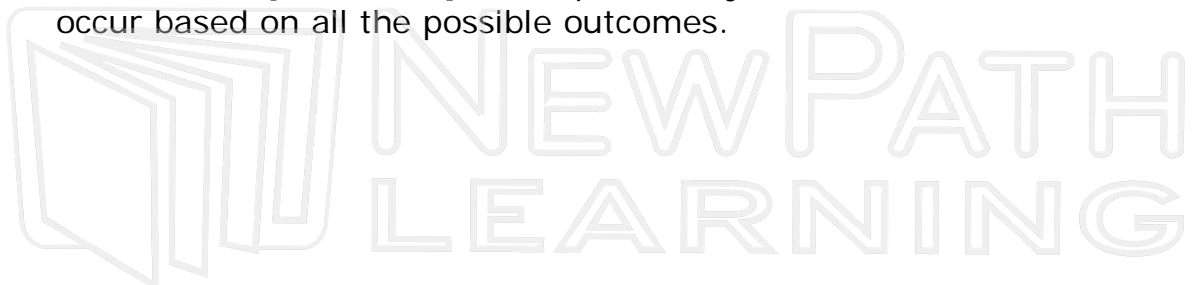 occur based on all the possible outcomes.
NEWPATH
LEARNING